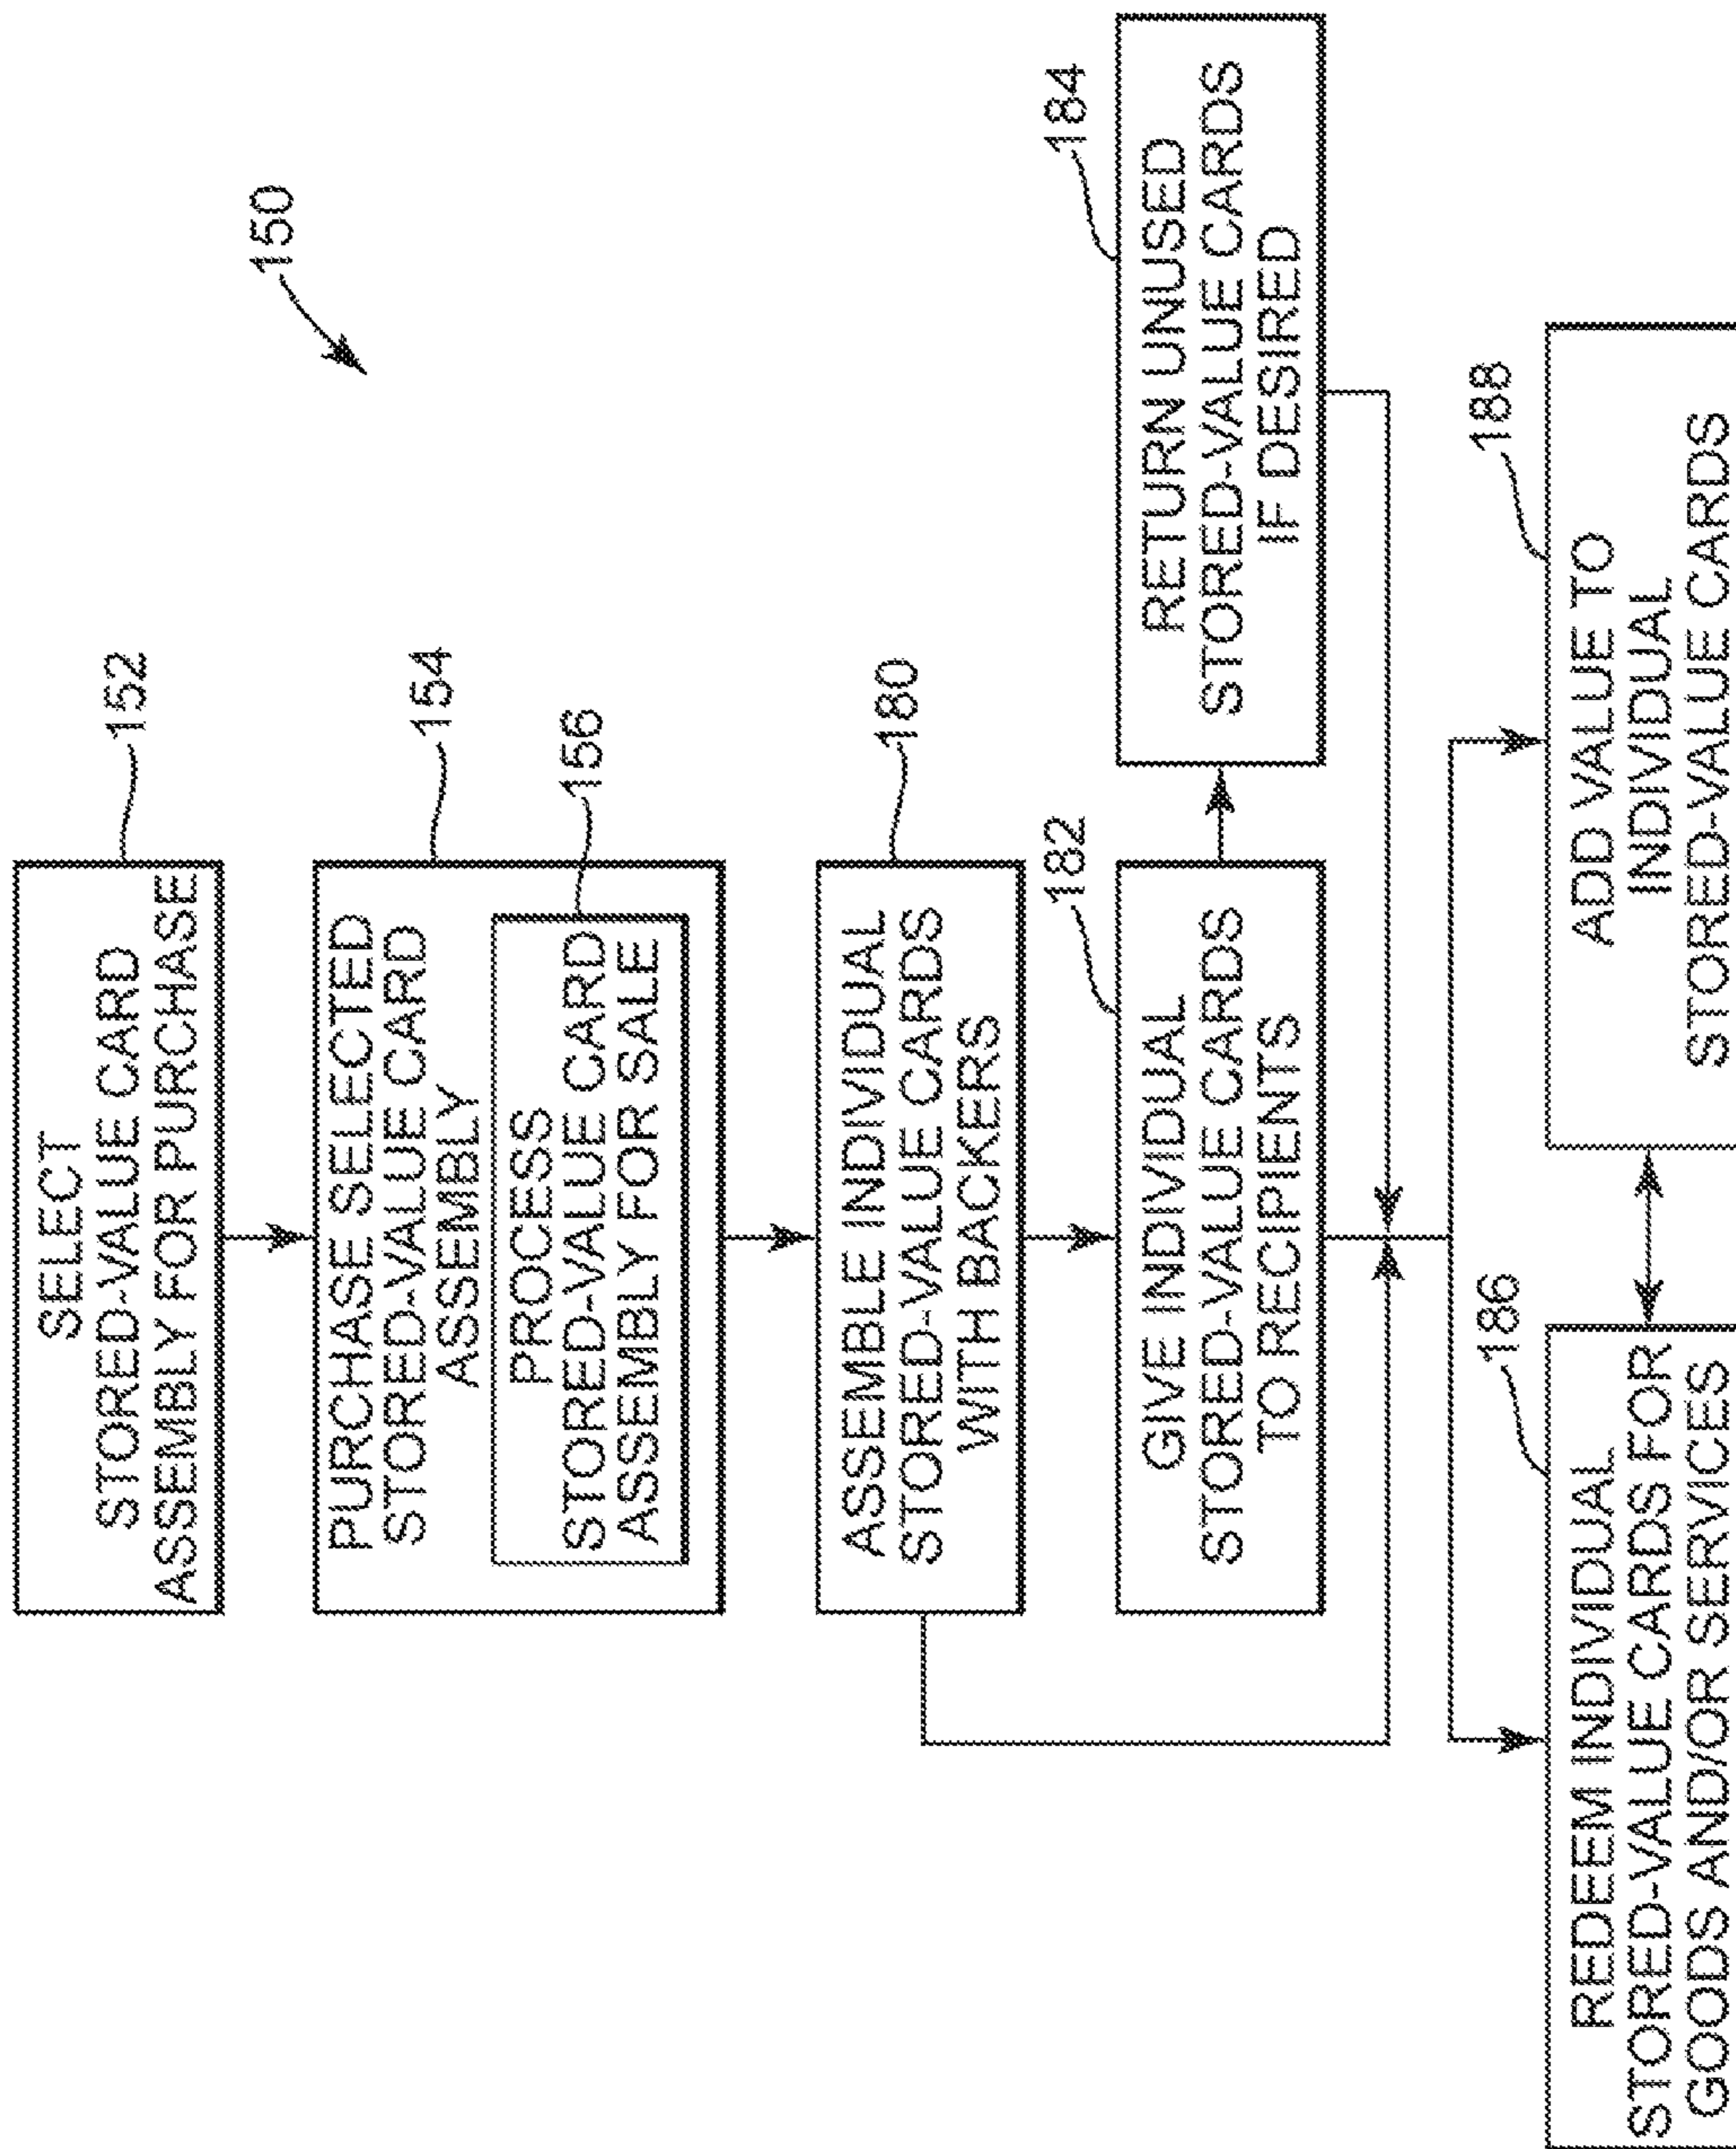 150
SELECT
STORED-VALUE CARD
ASSEMBLY FOR PURCHASE
152
PURCHASE SELECTED
STORED-VALUE CARD
ASSEMBLY
154
PROCESS
STORED-VALUE CARD
ASSEMBLY FOR SALE
156
ASSEMBLE INDIVIDUAL
STORED-VALUE CARDS
WITH BACKERS
180
GIVE INDIVIDUAL
STORED-VALUE CARDS
TO RECIPIENTS
182
RETURN UNUSED
STORED-VALUE CARDS
IF DESIRED
184
REDEEM INDIVIDUAL
STORED-VALUE CARDS FOR
GOODS AND/OR SERVICES
186
ADD VALUE TO
INDIVIDUAL
STORED-VALUE CARDS
188